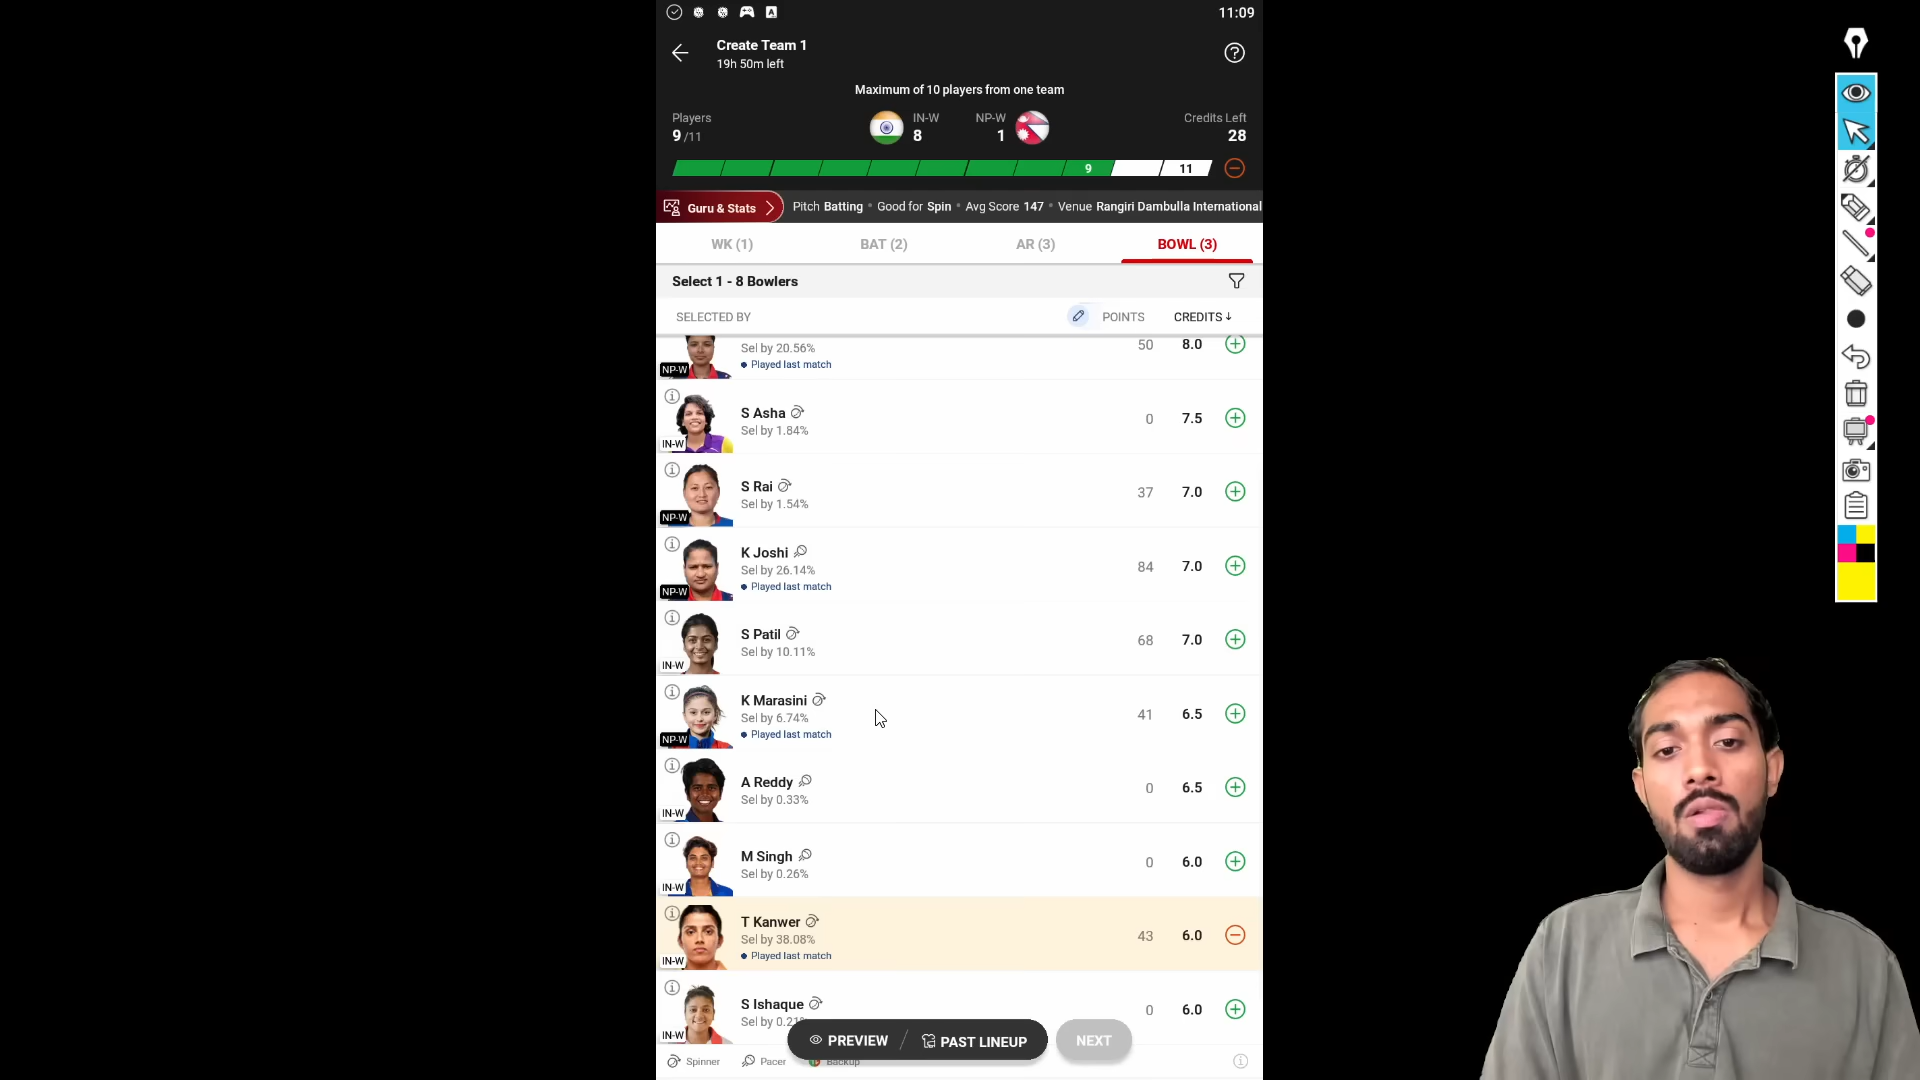 11:09
Create Team 1
19h 50m left
Maximum of 10 players from one team
Players
9 /11
IN-W
8
NP-W
1
Credits Left
28
9
11
Guru & Stats
Pitch Batting • Good for Spin • Avg Score 147 • Venue Rangiri Dambulla International
WK (1)
BAT (2)
AR (3)
BOWL (3)
Select 1 - 8 Bowlers
SELECTED BY
POINTS
CREDITS ↓
Sel by 20.56%
Played last match
NP-W
50
8.0
S Asha
Sel by 1.84%
IN-W
0
7.5
S Rai
Sel by 1.54%
NP-W
37
7.0
K Joshi
Sel by 26.14%
Played last match
NP-W
84
7.0
S Patil
Sel by 10.11%
IN-W
68
7.0
K Marasini
Sel by 6.74%
Played last match
NP-W
41
6.5
A Reddy
Sel by 0.33%
IN-W
0
6.5
M Singh
Sel by 0.26%
IN-W
0
6.0
T Kanwer
Sel by 38.08%
Played last match
IN-W
43
6.0
S Ishaque
Sel by 0.21%
IN-W
0
6.0
PREVIEW
PAST LINEUP
NEXT
Spinner
Pacer
Backup